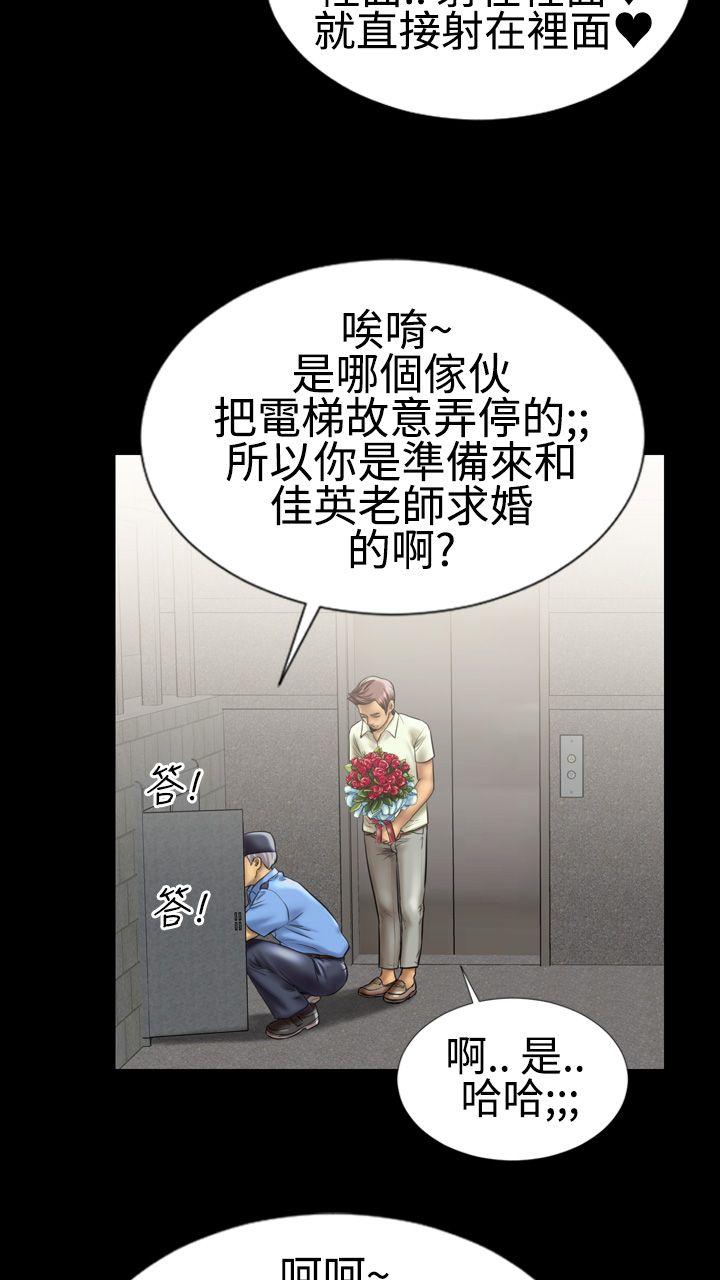 就直接射在裡面♥
唉唷~
是哪個傢伙
把電梯故意弄停的;;
所以你是準備來和
佳英老師求婚
的啊?
答!
答!
啊.. 是..
哈哈;;;
呵呵~